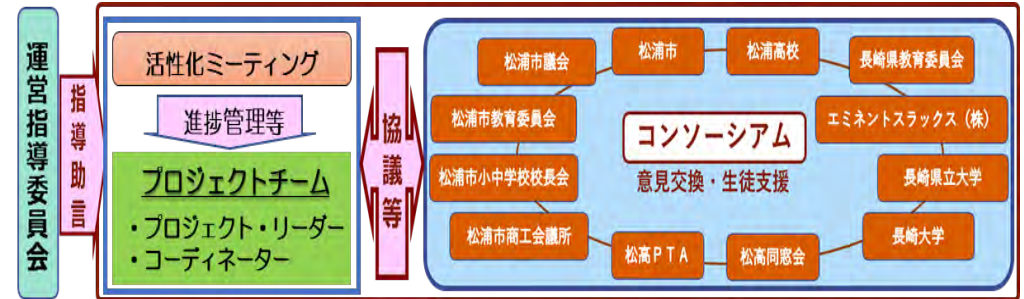 運営指導委員会
指導助言
活性化ミーティング
進捗管理等
プロジェクトチーム
・プロジェクト・リーダー
・コーディネーター
協議等
松浦市
松浦高校
長崎県教育委員会
エミネントスラックス（株）
長崎県立大学
長崎大学
松高同窓会
松高ＰＴＡ
松浦市商工会議所
松浦市小中学校校長会
松浦市教育委員会
松浦市議会
コンソーシアム
意見交換・生徒支援